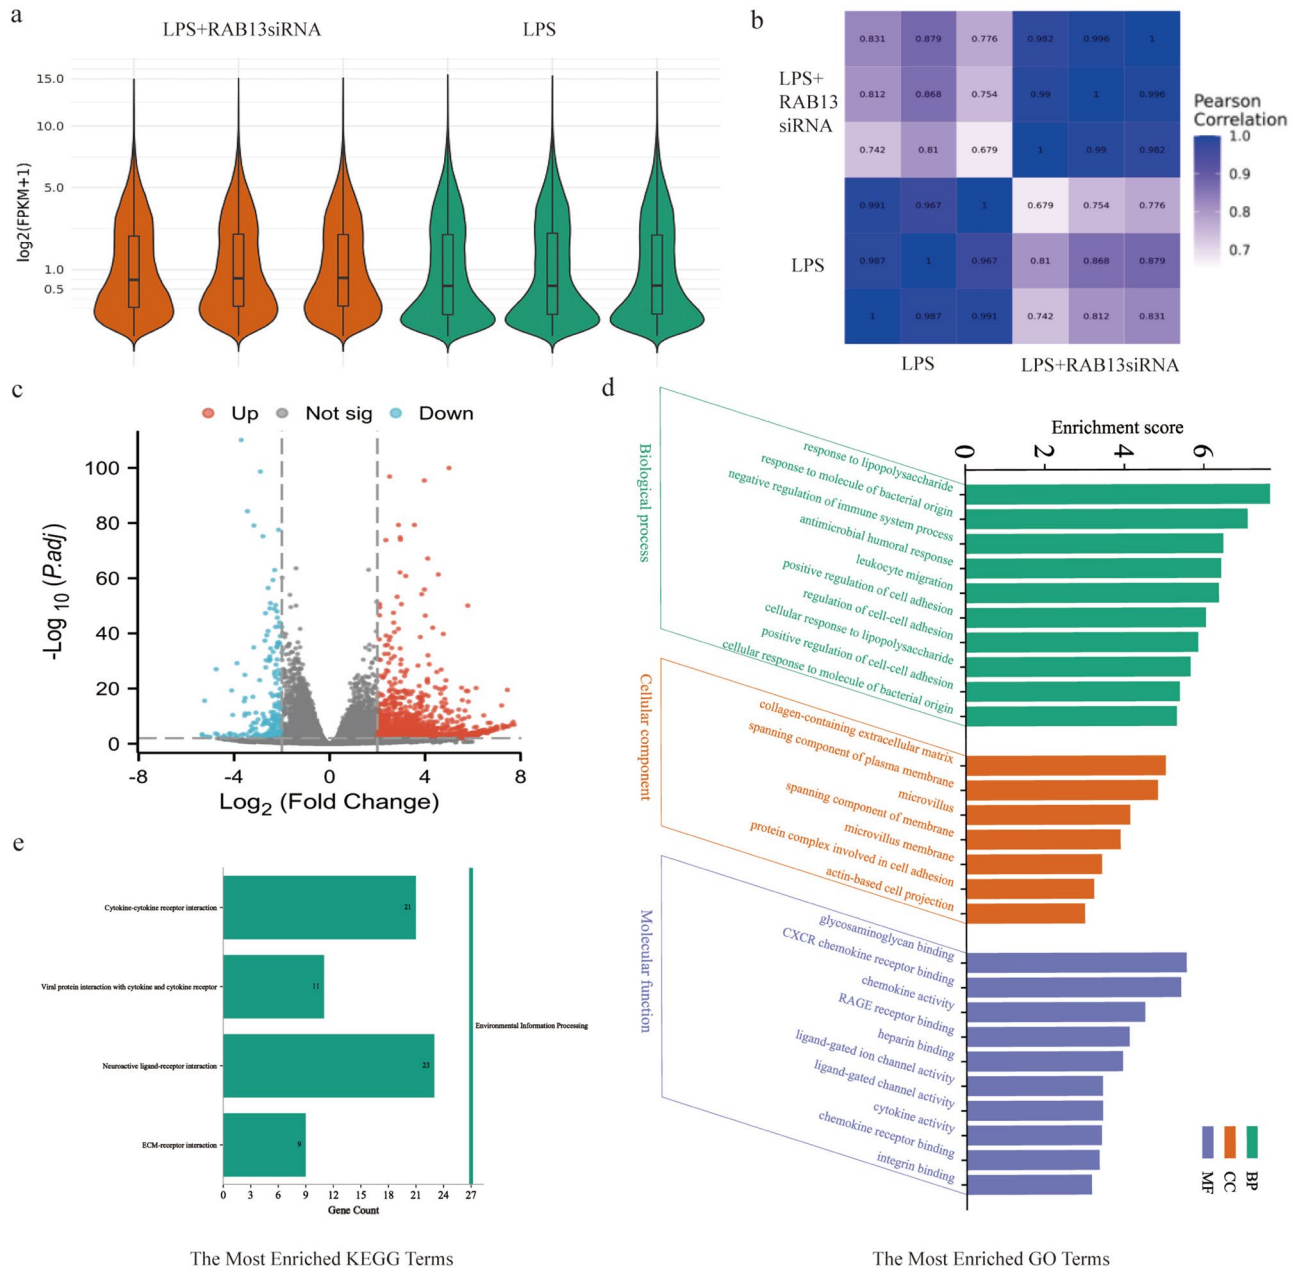 a
LPS+RAB13siRNA
LPS
log2(FPKM+1)
15.0
10.0
5.0
1.0
0.5
b
LPS+
RAB13
siRNA
LPS
0.831 0.879 0.776 0.982 0.996 1
0.812 0.868 0.754 0.99 1 0.996
0.742 0.81 0.679 1 0.99 0.982
0.991 0.967 1 0.679 0.754 0.776
0.987 1 0.967 0.81 0.868 0.879
1 0.987 0.991 0.742 0.812 0.831
LPS
LPS+RAB13siRNA
Pearson
Correlation
1.0
0.9
0.8
0.7
c
Up Not sig Down
-Log 10 (P.adj)
100
80
60
40
20
0
-8 -4 0 4 8
Log2 (Fold Change)
d
Enrichment score
0 2 4 6
Biological process
response to lipopolysaccharide
response to molecule of bacterial origin
negative regulation of immune system process
antimicrobial humoral response
leukocyte migration
positive regulation of cell adhesion
regulation of cell-cell adhesion
cellular response to lipopolysaccharide
positive regulation of cell-cell adhesion
cellular response to molecule of bacterial origin
Cellular component
collagen-containing extracellular matrix
spanning component of plasma membrane
microvillus
spanning component of membrane
microvillus membrane
protein complex involved in cell adhesion
actin-based cell projection
Molecular function
glycosaminoglycan binding
CXCR chemokine receptor binding
chemokine activity
RAGE receptor binding
heparin binding
ligand-gated ion channel activity
ligand-gated channel activity
cytokine activity
chemokine receptor binding
integrin binding
MF
CC
BP
The Most Enriched GO Terms
e
Cytokine-cytokine receptor interaction
21
Viral protein interaction with cytokine and cytokine receptor
11
Neuroactive ligand-receptor interaction
23
ECM-receptor interaction
9
Environmental Information Processing
0 3 6 9 12 15 18 21 24 27
Gene Count
The Most Enriched KEGG Terms